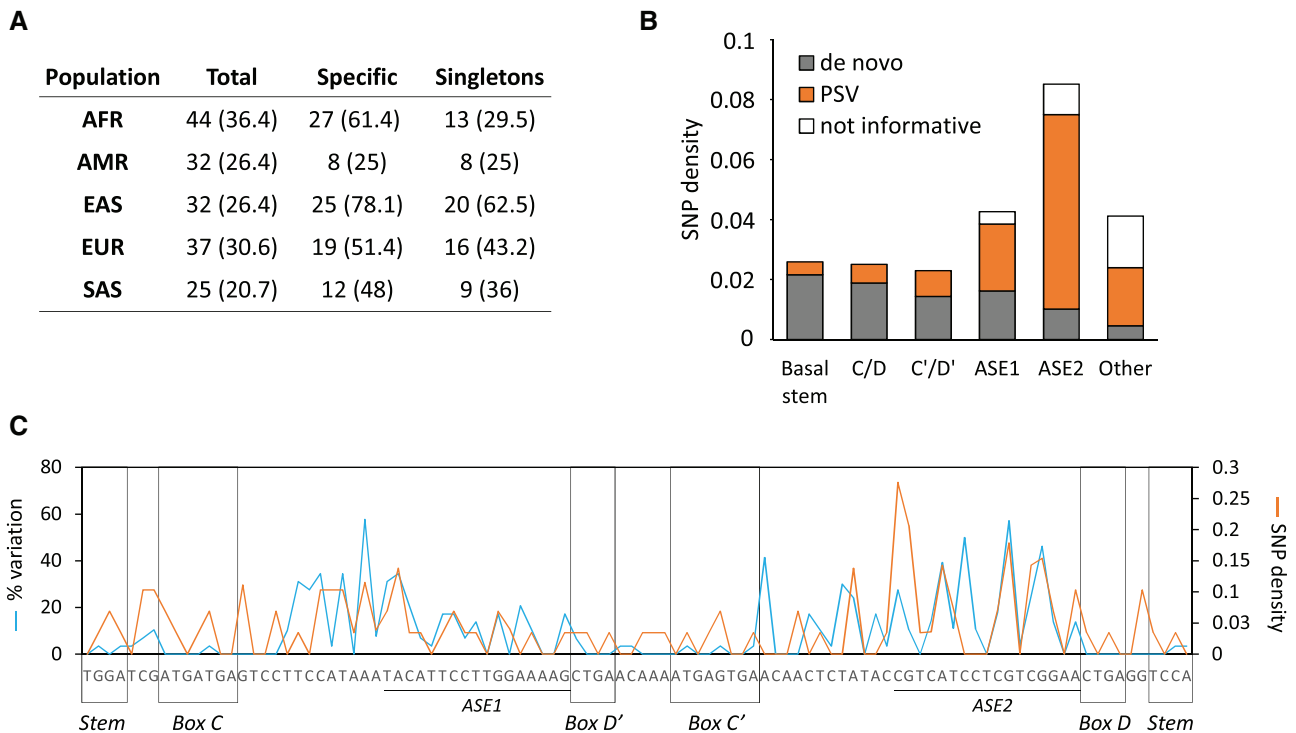 A
Population Total Specific Singletons
AFR 44 (36.4) 27 (61.4) 13 (29.5)
AMR 32 (26.4) 8 (25) 8 (25)
EAS 32 (26.4) 25 (78.1) 20 (62.5)
EUR 37 (30.6) 19 (51.4) 16 (43.2)
SAS 25 (20.7) 12 (48) 9 (36)
B
SNP density
0.1
0.08
0.06
0.04
0.02
0
de novo
PSV
not informative
Basal stem
C/D
C'/D'
ASE1
ASE2
Other
C
% variation
80
60
40
20
0
0.3
0.25
0.2
0.15
0.1
0.03
0
SNP density
TGGATCGATGATGAGTCCTTCCATAAATACATTCCTTGGAAAAGCTGAACAAAATGAGTGAACAACTCTATACCGTCATCCTCGTCGGAACTGAGGTCCA
ASE1 ASE2
Stem Box C Box D’ Box C’ Box D Stem